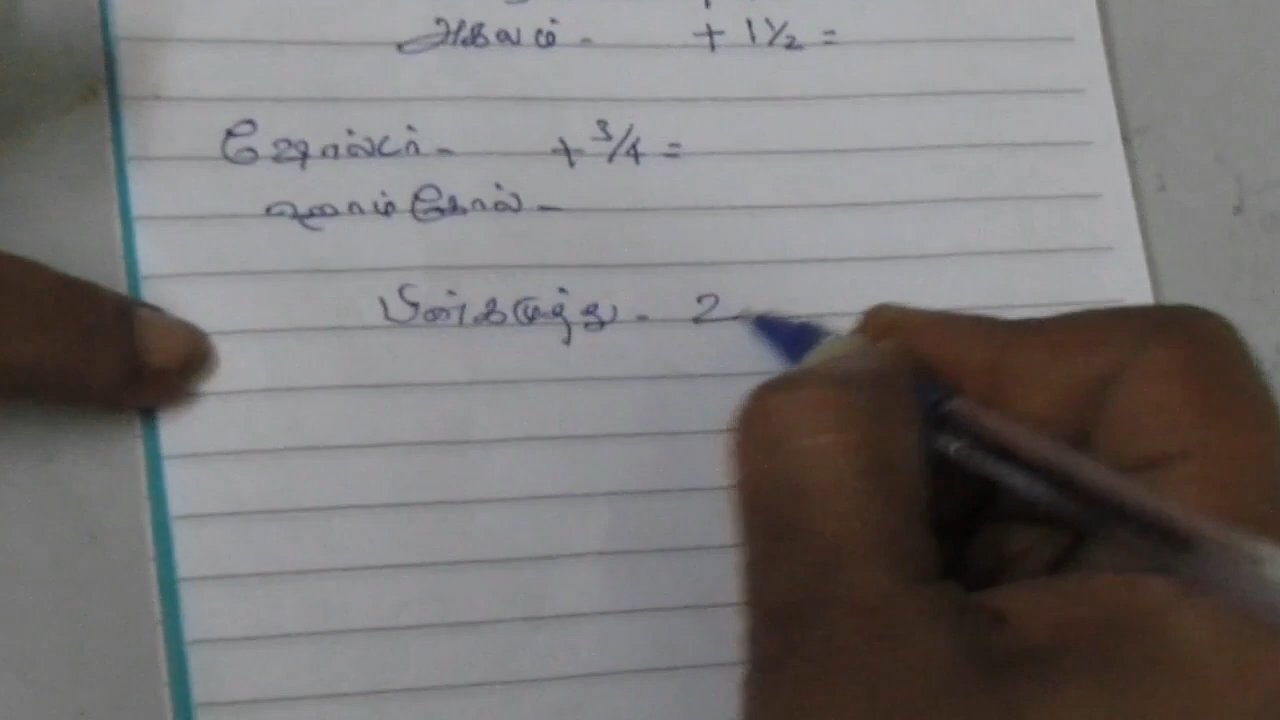 அகலம் - + 1½ =
ஷோல்டர் - + 3/4 =
ஆாம்கோல் -
பின்கழுத்து - 2